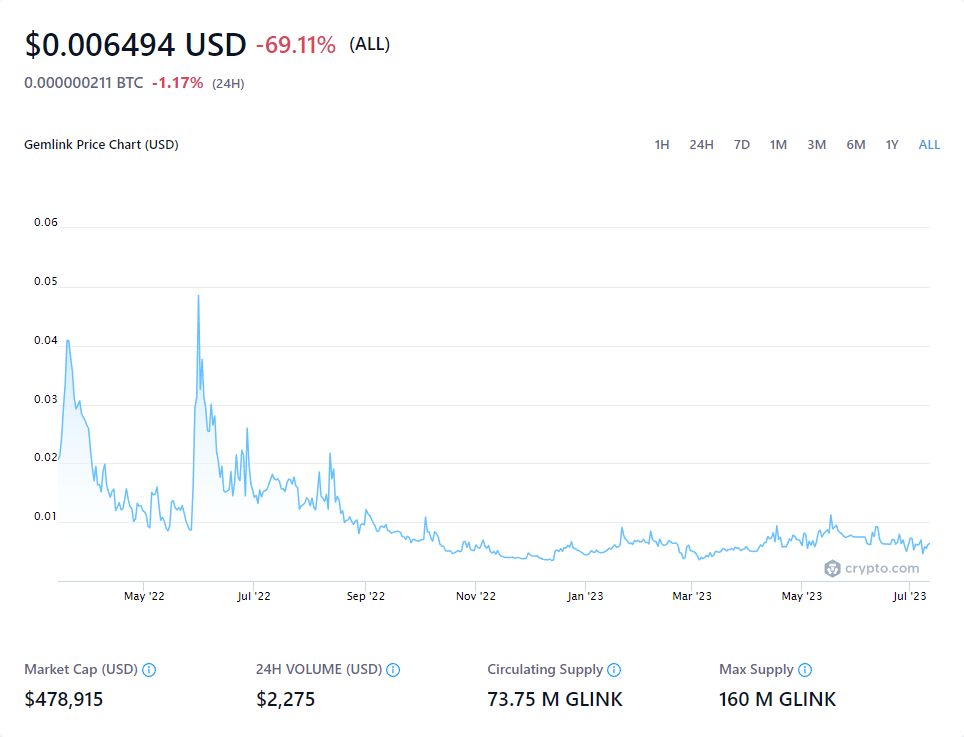 $0.006494 USD -69.11% (ALL)
0.000000211 BTC -1.17% (24H)
Gemlink Price Chart (USD) 1H 24H 7D 1M 3M 6M 1Y ALL
0.06
0.05
0.04
0.03
0.02
0.01
crypto.com
May '22 Jul '22 Sep '22 Nov '22 Jan '23 Mar '23 May '23 Jul '23
Market Cap (USD) 24H VOLUME (USD) Circulating Supply Max Supply
$478,915 $2,275 73.75 M GLINK 160 M GLINK